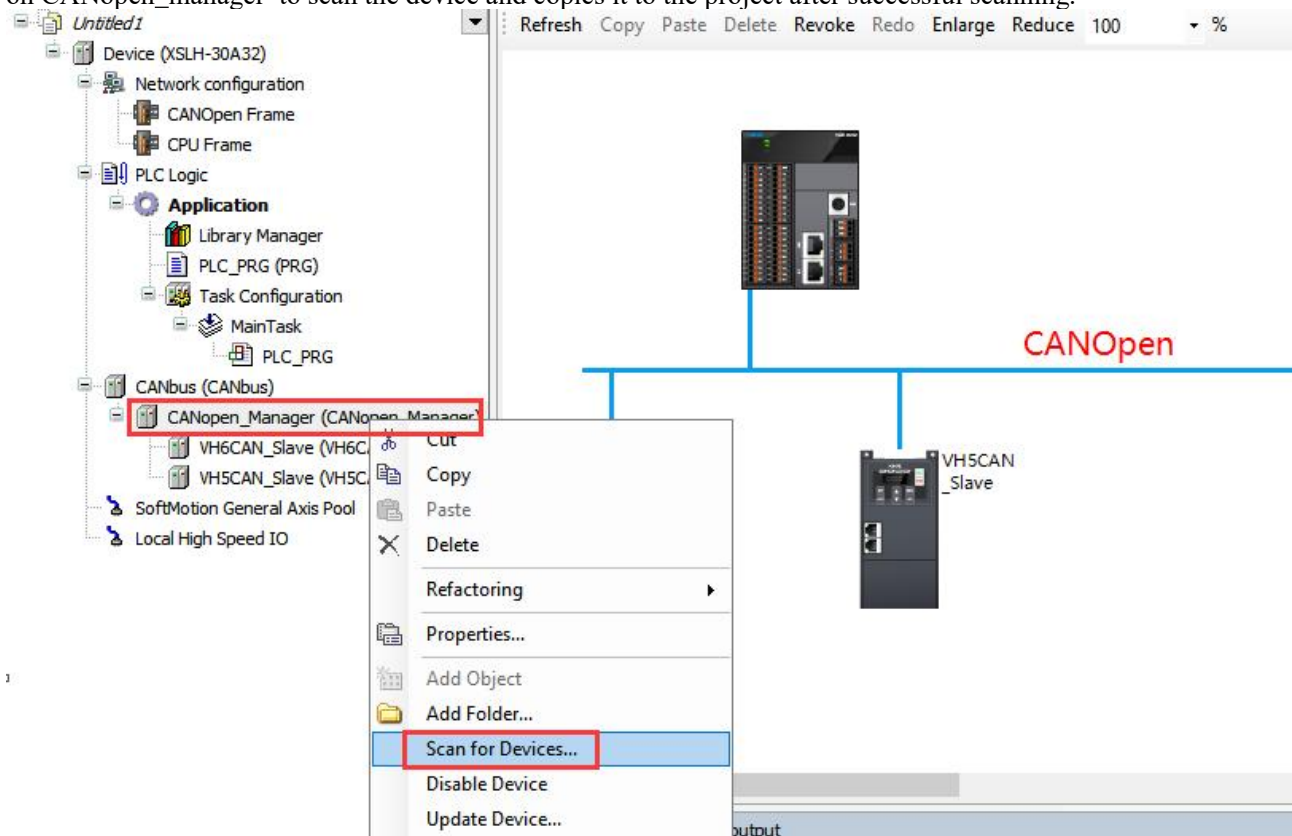 on CANopen_manager to scan the device and copies it to the project after successful scanning.
Untitled1
Device (XSLH-30A32)
Network configuration
CANOpen Frame
CPU Frame
PLC Logic
Application
Library Manager
PLC_PRG (PRG)
Task Configuration
MainTask
PLC_PRG
CANbus (CANbus)
CANopen_Manager (CANopen_Manager)
VH6CAN_Slave (VH6C
VH5CAN_Slave (VH5C
SoftMotion General Axis Pool
Local High Speed IO
Cut
Copy
Paste
Delete
Refactoring
Properties...
Add Object
Add Folder...
Scan for Devices...
Disable Device
Update Device...
Refresh Copy Paste Delete Revoke Redo Enlarge Reduce 100 %
CANOpen
VH5CAN
_Slave
output